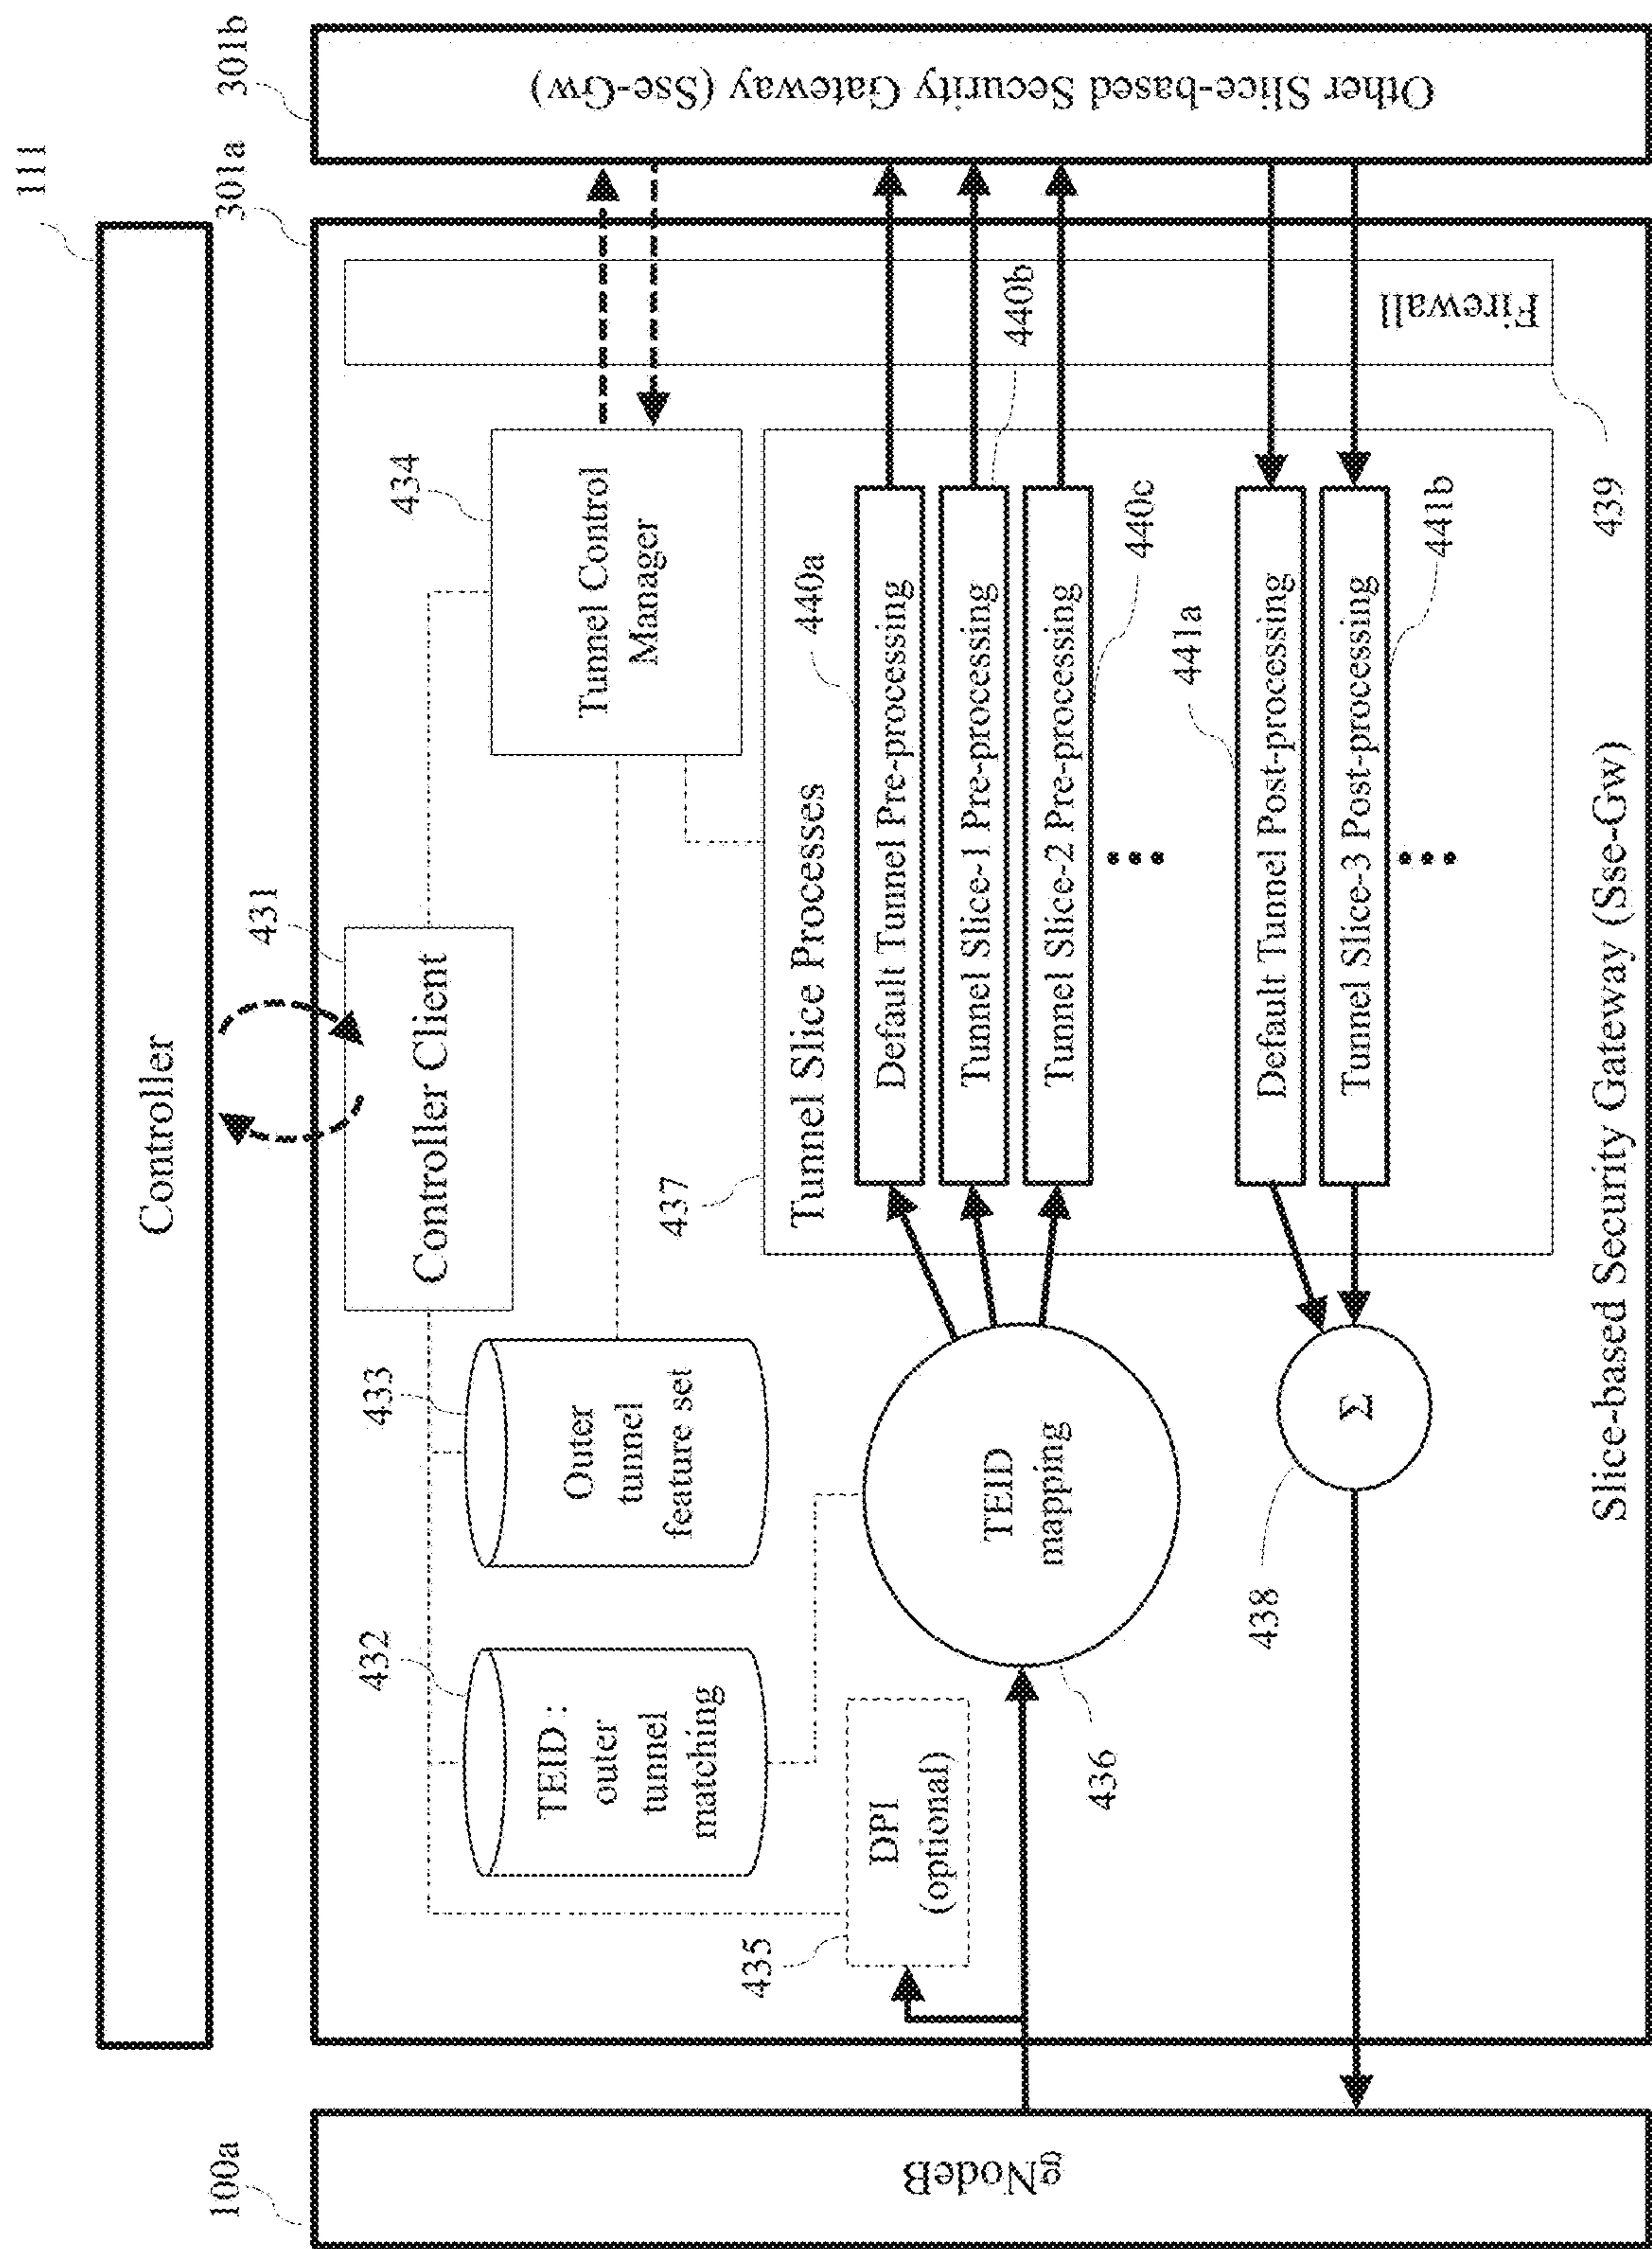 111
Controller
301a
301b
100a
gNodeB
431
Controller Client
432
TEID :
outer
tunnel
matching
433
Outer
tunnel
feature set
434
Tunnel Control
Manager
435
DPI
(optional)
436
TEID
mapping
437
Tunnel Slice Processes
440a
Default Tunnel Pre-processing
Tunnel Slice-1 Pre-processing
440b
Tunnel Slice-2 Pre-processing
440c
441a
Default Tunnel Post-processing
Tunnel Slice-3 Post-processing
441b
438
Σ
Firewall
439
Other Slice-based Security Gateway (Sse-Gw)
Slice-based Security Gateway (Sse-Gw)